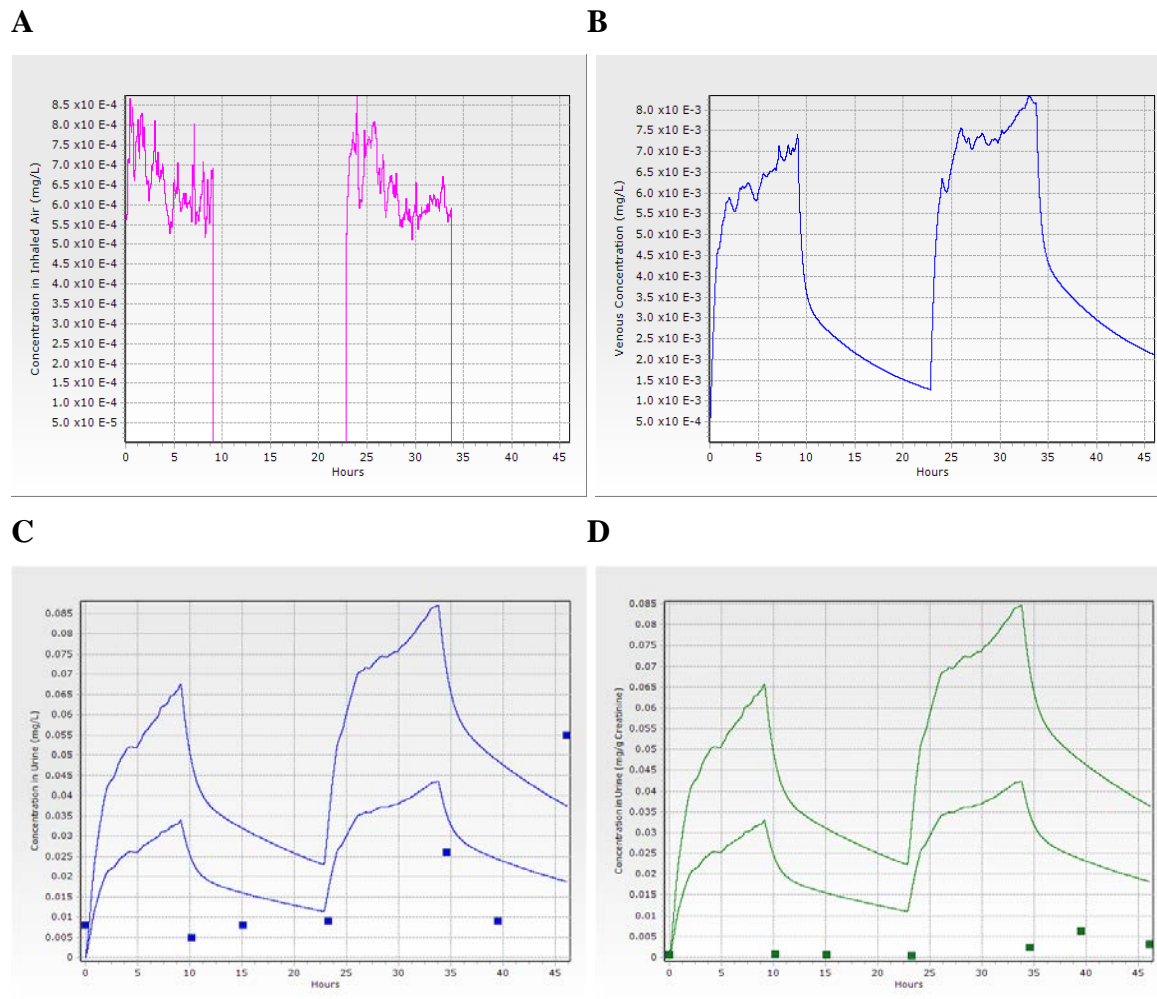 A
B
Concentration in Inhaled Air (mg/L)
8.5 x10 E-4
8.0 x10 E-4
7.5 x10 E-4
7.0 x10 E-4
6.5 x10 E-4
6.0 x10 E-4
5.5 x10 E-4
5.0 x10 E-4
4.5 x10 E-4
4.0 x10 E-4
3.5 x10 E-4
3.0 x10 E-4
2.5 x10 E-4
2.0 x10 E-4
1.5 x10 E-4
1.0 x10 E-4
5.0 x10 E-5
0 5 10 15 20 25 30 35 40 45
Hours
Venous Concentration (mg/L)
8.0 x10 E-3
7.5 x10 E-3
7.0 x10 E-3
6.5 x10 E-3
6.0 x10 E-3
5.5 x10 E-3
5.0 x10 E-3
4.5 x10 E-3
4.0 x10 E-3
3.5 x10 E-3
3.0 x10 E-3
2.5 x10 E-3
2.0 x10 E-3
1.5 x10 E-3
1.0 x10 E-3
5.0 x10 E-4
0 5 10 15 20 25 30 35 40 45
Hours
C
D
Concentration in Urine (mg/L)
0.085
0.08
0.075
0.07
0.065
0.06
0.055
0.05
0.045
0.04
0.035
0.03
0.025
0.02
0.015
0.01
0.005
0
0 5 10 15 20 25 30 35 40 45
Hours
Concentration in Urine (mg/g Creatinine)
0.085
0.08
0.075
0.07
0.065
0.06
0.055
0.05
0.045
0.04
0.035
0.03
0.025
0.02
0.015
0.01
0.005
0
0 5 10 15 20 25 30 35 40 45
Hours